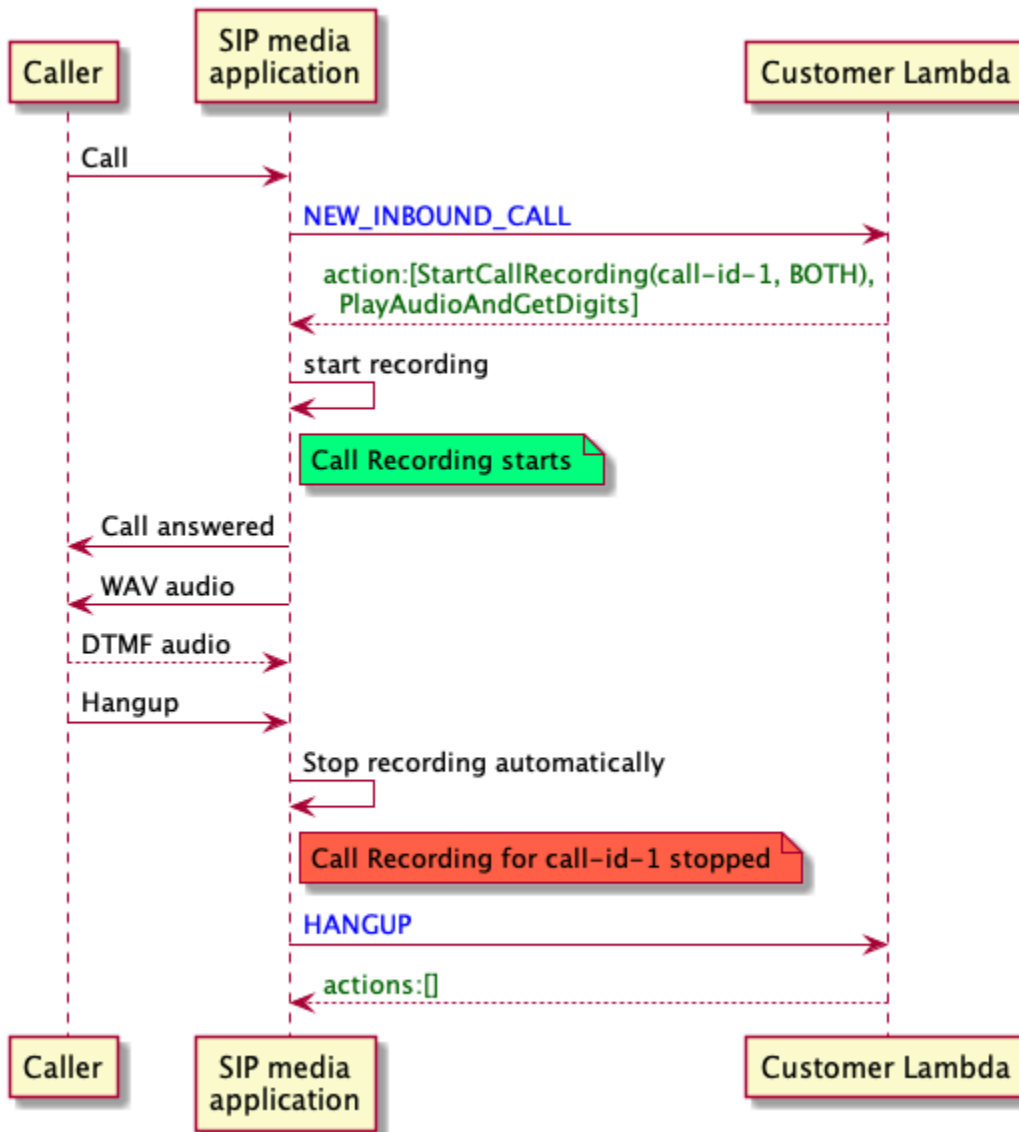 Caller
SIP media
application
Customer Lambda
Call
NEW_INBOUND_CALL
action:[StartCallRecording(call-id-1, BOTH),
PlayAudioAndGetDigits]
start recording
Call Recording starts
Call answered
WAV audio
DTMF audio
Hangup
Stop recording automatically
Call Recording for call-id-1 stopped
HANGUP
actions:[]
Caller
SIP media
application
Customer Lambda